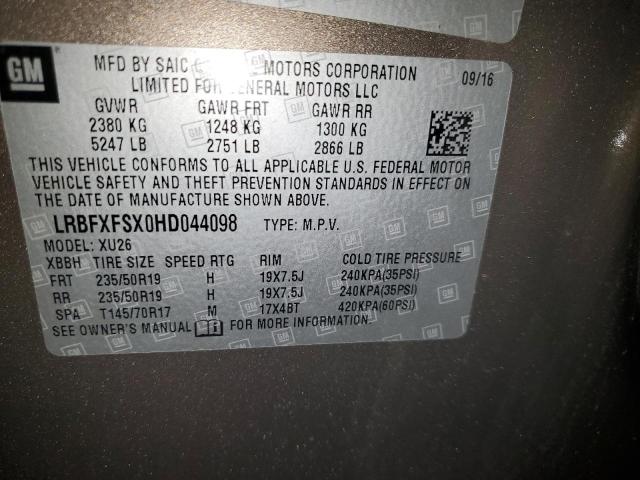 GM
MFD BY SAIC MOTORS CORPORATION 09/16
LIMITED FOR GENERAL MOTORS LLC
GVWR GAWR FRT GAWR RR
2380 KG 1248 KG 1300 KG
5247 LB 2751 LB 2866 LB
THIS VEHICLE CONFORMS TO ALL APPLICABLE U.S. FEDERAL MOTOR
VEHICLE SAFETY AND THEFT PREVENTION STANDARDS IN EFFECT ON
THE DATE OF MANUFACTURE SHOWN ABOVE.
LRBFXFSX0HD044098 TYPE: M.P.V.
MODEL: XU26
XBBH TIRE SIZE SPEED RTG RIM COLD TIRE PRESSURE
FRT 235/50R19 H 19X7.5J 240KPA(35PSI)
RR 235/50R19 H 19X7.5J 240KPA(35PSI)
SPA T145/70R17 M 17X4BT 420KPA(60PSI)
SEE OWNER'S MANUAL FOR MORE INFORMATION